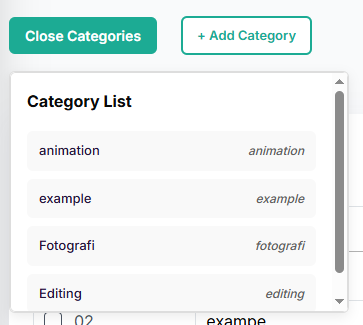 Close Categories + Add Category
Category List
animation animation
example example
Fotografi fotografi
Editing editing
02 exampe